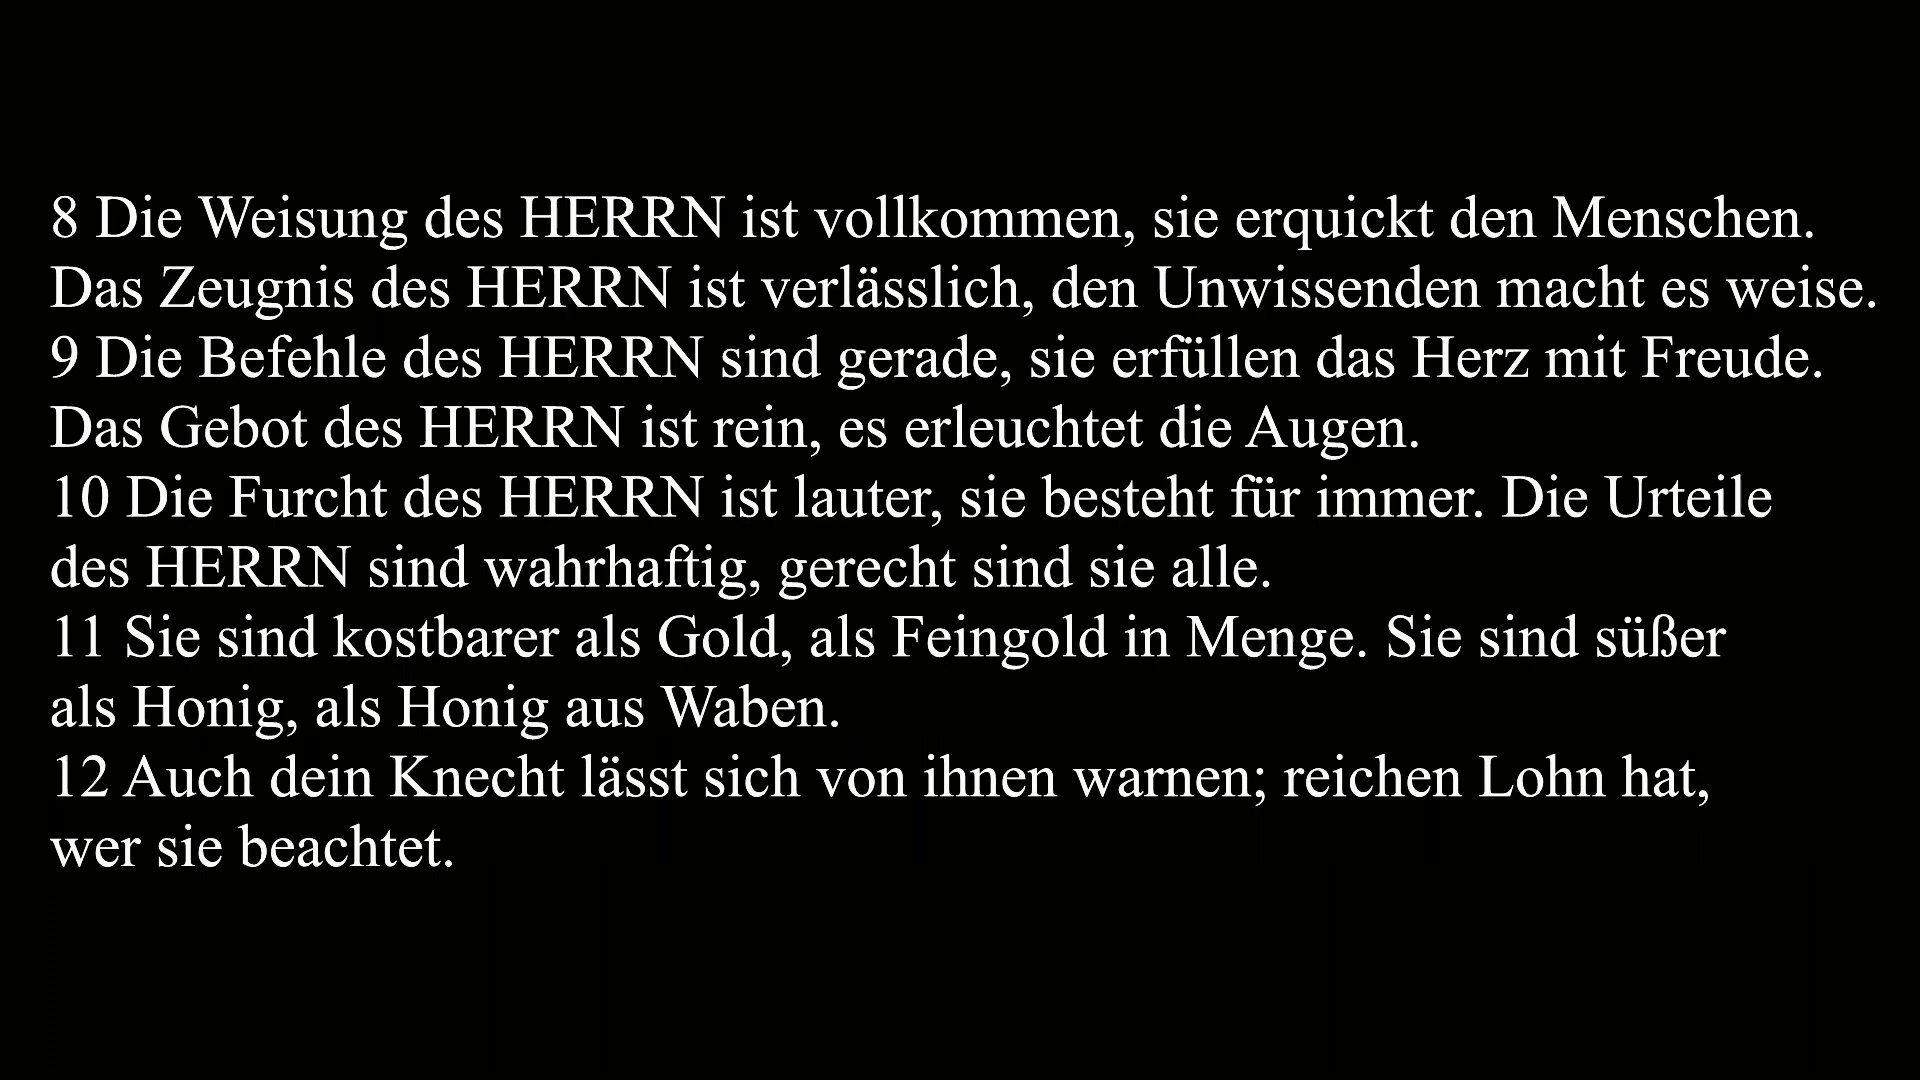 8 Die Weisung des HERRN ist vollkommen, sie erquickt den Menschen.
Das Zeugnis des HERRN ist verlässlich, den Unwissenden macht es weise.
9 Die Befehle des HERRN sind gerade, sie erfüllen das Herz mit Freude.
Das Gebot des HERRN ist rein, es erleuchtet die Augen.
10 Die Furcht des HERRN ist lauter, sie besteht für immer. Die Urteile
des HERRN sind wahrhaftig, gerecht sind sie alle.
11 Sie sind kostbarer als Gold, als Feingold in Menge. Sie sind süßer
als Honig, als Honig aus Waben.
12 Auch dein Knecht lässt sich von ihnen warnen; reichen Lohn hat,
wer sie beachtet.